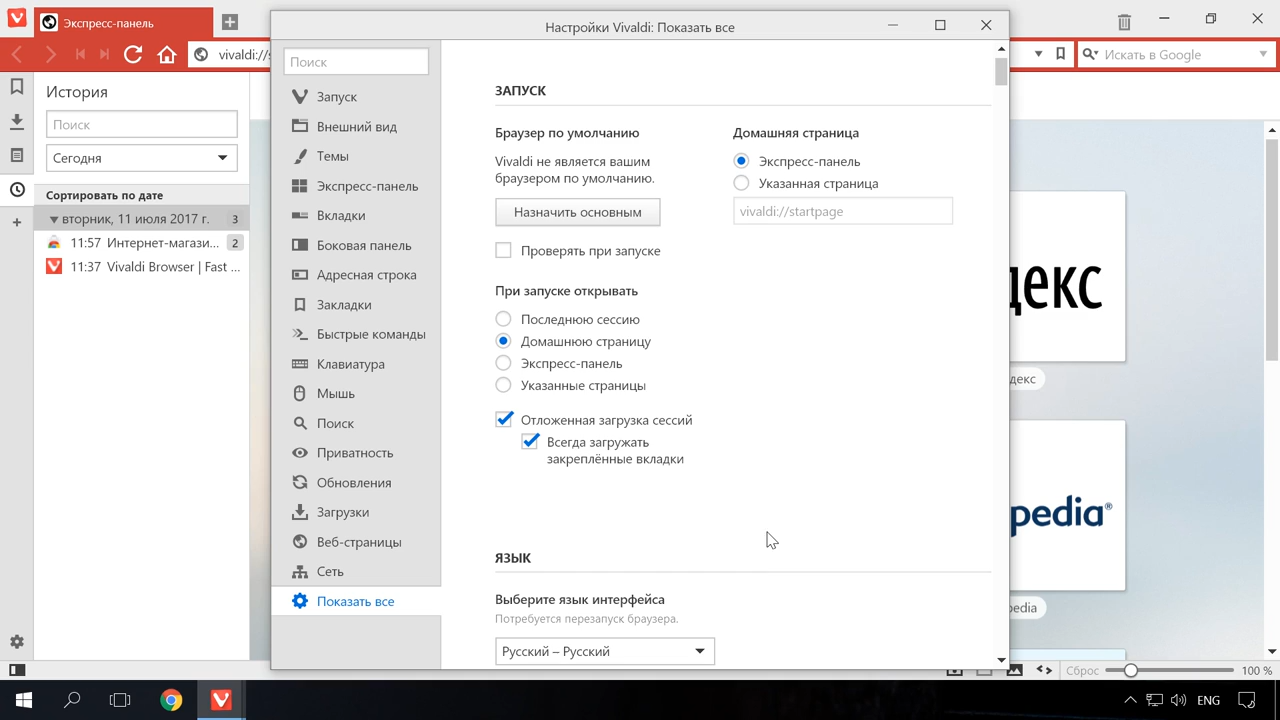 Экспресс-панель
Настройки Vivaldi: Показать все
vivaldi://s
Искать в Google
История
Поиск
Сегодня
Сортировать по дате
вторник, 11 июля 2017 г. 3
11:57 Интернет-магази... 2
11:37 Vivaldi Browser | Fast ...
Поиск
Запуск
Внешний вид
Темы
Экспресс-панель
Вкладки
Боковая панель
Адресная строка
Закладки
Быстрые команды
Клавиатура
Мышь
Поиск
Приватность
Обновления
Загрузки
Веб-страницы
Сеть
Показать все
ЗАПУСК
Браузер по умолчанию
Vivaldi не является вашим
браузером по умолчанию.
Назначить основным
Проверять при запуске
Домашняя страница
Экспресс-панель
Указанная страница
vivaldi://startpage
При запуске открывать
Последнюю сессию
Домашнюю страницу
Экспресс-панель
Указанные страницы
Отложенная загрузка сессий
Всегда загружать
закреплённые вкладки
ЯЗЫК
Выберите язык интерфейса
Потребуется перезапуск браузера.
Русский – Русский
декс
декс
pedia®
pedia
Сброс 100 %
ENG